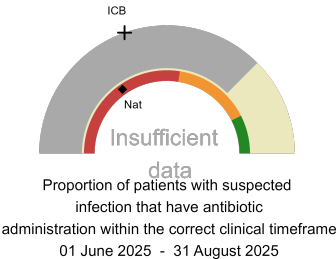 ICB
Nat
Insufficient
data
Proportion of patients with suspected
infection that have antibiotic
administration within the correct clinical timeframe
01 June 2025  -  31 August 2025